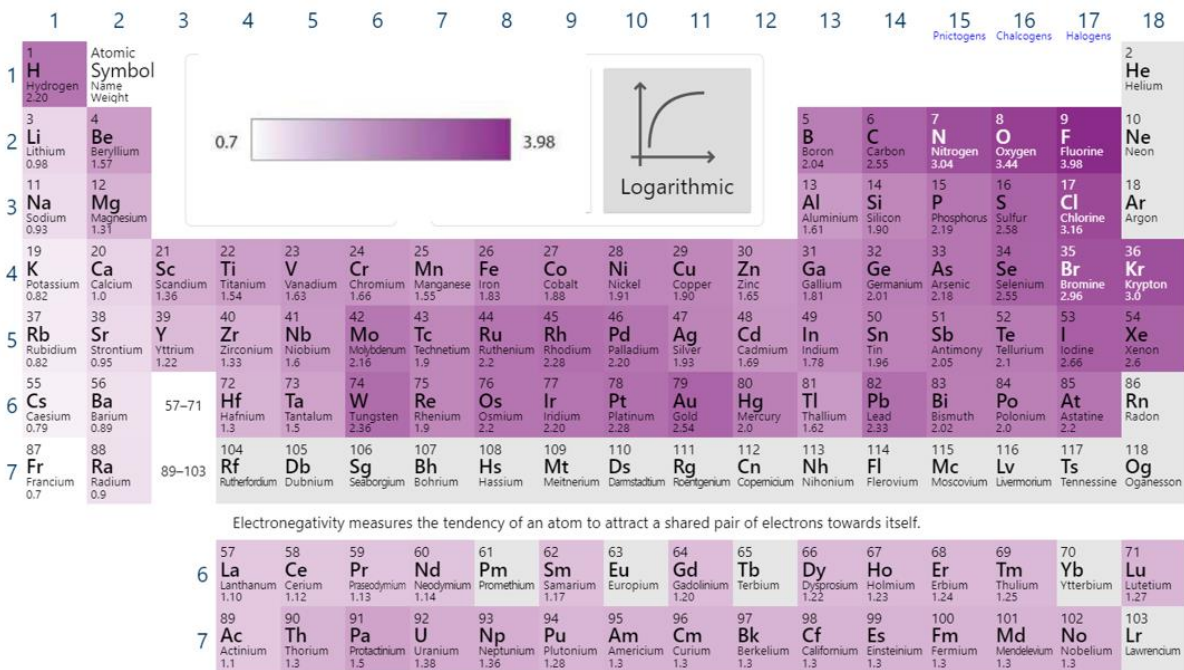 1 2 3 4 5 6 7 8 9 10 11 12 13 14 15 16 17 18
Pnictogens Chalcogens Halogens
1
1 H Hydrogen 2.20
Atomic
Symbol
Name
Weight
2 He Helium
0.7 3.98
Logarithmic
2
3 Li Lithium 0.98
4 Be Beryllium 1.57
5 B Boron 2.04
6 C Carbon 2.55
7 N Nitrogen 3.04
8 O Oxygen 3.44
9 F Fluorine 3.98
10 Ne Neon
3
11 Na Sodium 0.93
12 Mg Magnesium 1.31
13 Al Aluminium 1.61
14 Si Silicon 1.90
15 P Phosphorus 2.19
16 S Sulfur 2.58
17 Cl Chlorine 3.16
18 Ar Argon
4
19 K Potassium 0.82
20 Ca Calcium 1.0
21 Sc Scandium 1.36
22 Ti Titanium 1.54
23 V Vanadium 1.63
24 Cr Chromium 1.66
25 Mn Manganese 1.55
26 Fe Iron 1.83
27 Co Cobalt 1.88
28 Ni Nickel 1.91
29 Cu Copper 1.90
30 Zn Zinc 1.65
31 Ga Gallium 1.81
32 Ge Germanium 2.01
33 As Arsenic 2.18
34 Se Selenium 2.55
35 Br Bromine 2.96
36 Kr Krypton 3.0
5
37 Rb Rubidium 0.82
38 Sr Strontium 0.95
39 Y Yttrium 1.22
40 Zr Zirconium 1.33
41 Nb Niobium 1.6
42 Mo Molybdenum 2.16
43 Tc Technetium 1.9
44 Ru Ruthenium 2.2
45 Rh Rhodium 2.28
46 Pd Palladium 2.20
47 Ag Silver 1.93
48 Cd Cadmium 1.69
49 In Indium 1.78
50 Sn Tin 1.96
51 Sb Antimony 2.05
52 Te Tellurium 2.1
53 I Iodine 2.66
54 Xe Xenon 2.6
6
55 Cs Caesium 0.79
56 Ba Barium 0.89
57–71
72 Hf Hafnium 1.3
73 Ta Tantalum 1.5
74 W Tungsten 2.36
75 Re Rhenium 1.9
76 Os Osmium 2.2
77 Ir Iridium 2.20
78 Pt Platinum 2.28
79 Au Gold 2.54
80 Hg Mercury 2.0
81 Tl Thallium 1.62
82 Pb Lead 2.33
83 Bi Bismuth 2.02
84 Po Polonium 2.0
85 At Astatine 2.2
86 Rn Radon
7
87 Fr Francium 0.7
88 Ra Radium 0.9
89–103
104 Rf Rutherfordium
105 Db Dubnium
106 Sg Seaborgium
107 Bh Bohrium
108 Hs Hassium
109 Mt Meitnerium
110 Ds Darmstadtium
111 Rg Roentgenium
112 Cn Copernicium
113 Nh Nihonium
114 Fl Flerovium
115 Mc Moscovium
116 Lv Livermorium
117 Ts Tennessine
118 Og Oganesson
Electronegativity measures the tendency of an atom to attract a shared pair of electrons towards itself.
6
57 La Lanthanum 1.10
58 Ce Cerium 1.12
59 Pr Praseodymium 1.13
60 Nd Neodymium 1.14
61 Pm Promethium
62 Sm Samarium 1.17
63 Eu Europium
64 Gd Gadolinium 1.20
65 Tb Terbium
66 Dy Dysprosium 1.22
67 Ho Holmium 1.23
68 Er Erbium 1.24
69 Tm Thulium 1.25
70 Yb Ytterbium
71 Lu Lutetium 1.27
7
89 Ac Actinium 1.1
90 Th Thorium 1.3
91 Pa Protactinium 1.5
92 U Uranium 1.38
93 Np Neptunium 1.36
94 Pu Plutonium 1.28
95 Am Americium 1.3
96 Cm Curium 1.3
97 Bk Berkelium 1.3
98 Cf Californium 1.3
99 Es Einsteinium 1.3
100 Fm Fermium 1.3
101 Md Mendelevium 1.3
102 No Nobelium 1.3
103 Lr Lawrencium